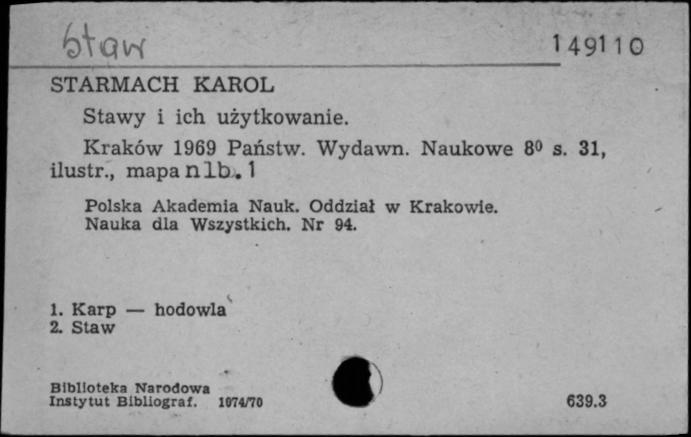 staw 149110
STARMACH KAROL
Stawy i ich użytkowanie.
Kraków 1969 Państw. Wydawn. Naukowe 8⁰ s. 31,
ilustr., mapa nlb. 1
Polska Akademia Nauk. Oddział w Krakowie.
Nauka dla Wszystkich. Nr 94.
1. Karp — hodowla
2. Staw
Biblioteka Narodowa
Instytut Bibliograf. 1074/70 639.3